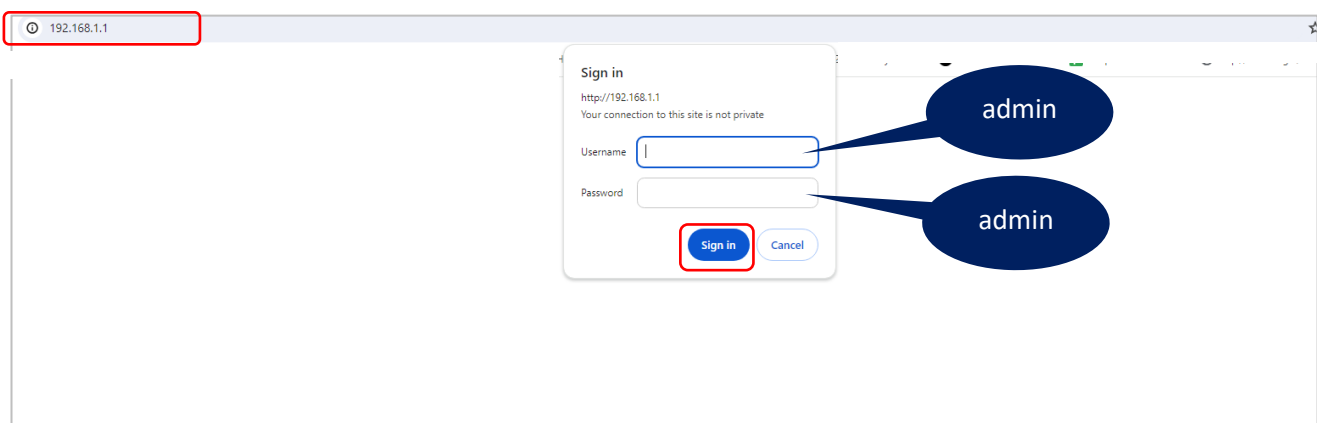 192.168.1.1
Sign in
http://192.168.1.1
Your connection to this site is not private
admin
Username
Password
admin
Sign in
Cancel